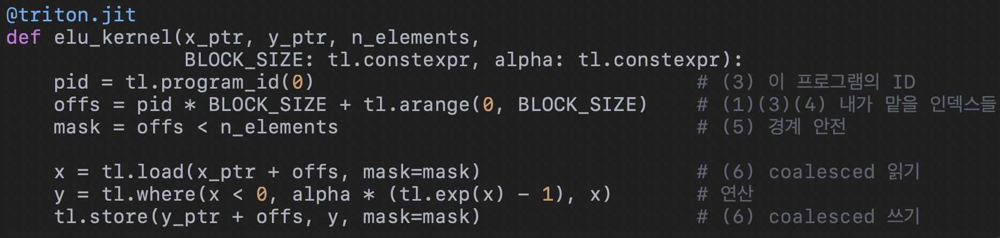 @triton.jit
def elu_kernel(x_ptr, y_ptr, n_elements,
               BLOCK_SIZE: tl.constexpr, alpha: tl.constexpr):
    pid = tl.program_id(0)                                # (3) 이 프로그램의 ID
    offs = pid * BLOCK_SIZE + tl.arange(0, BLOCK_SIZE)    # (1)(3)(4) 내가 맡을 인덱스들
    mask = offs < n_elements                              # (5) 경계 안전
    x = tl.load(x_ptr + offs, mask=mask)                  # (6) coalesced 읽기
    y = tl.where(x < 0, alpha * (tl.exp(x) - 1), x)       # 연산
    tl.store(y_ptr + offs, y, mask=mask)                  # (6) coalesced 쓰기